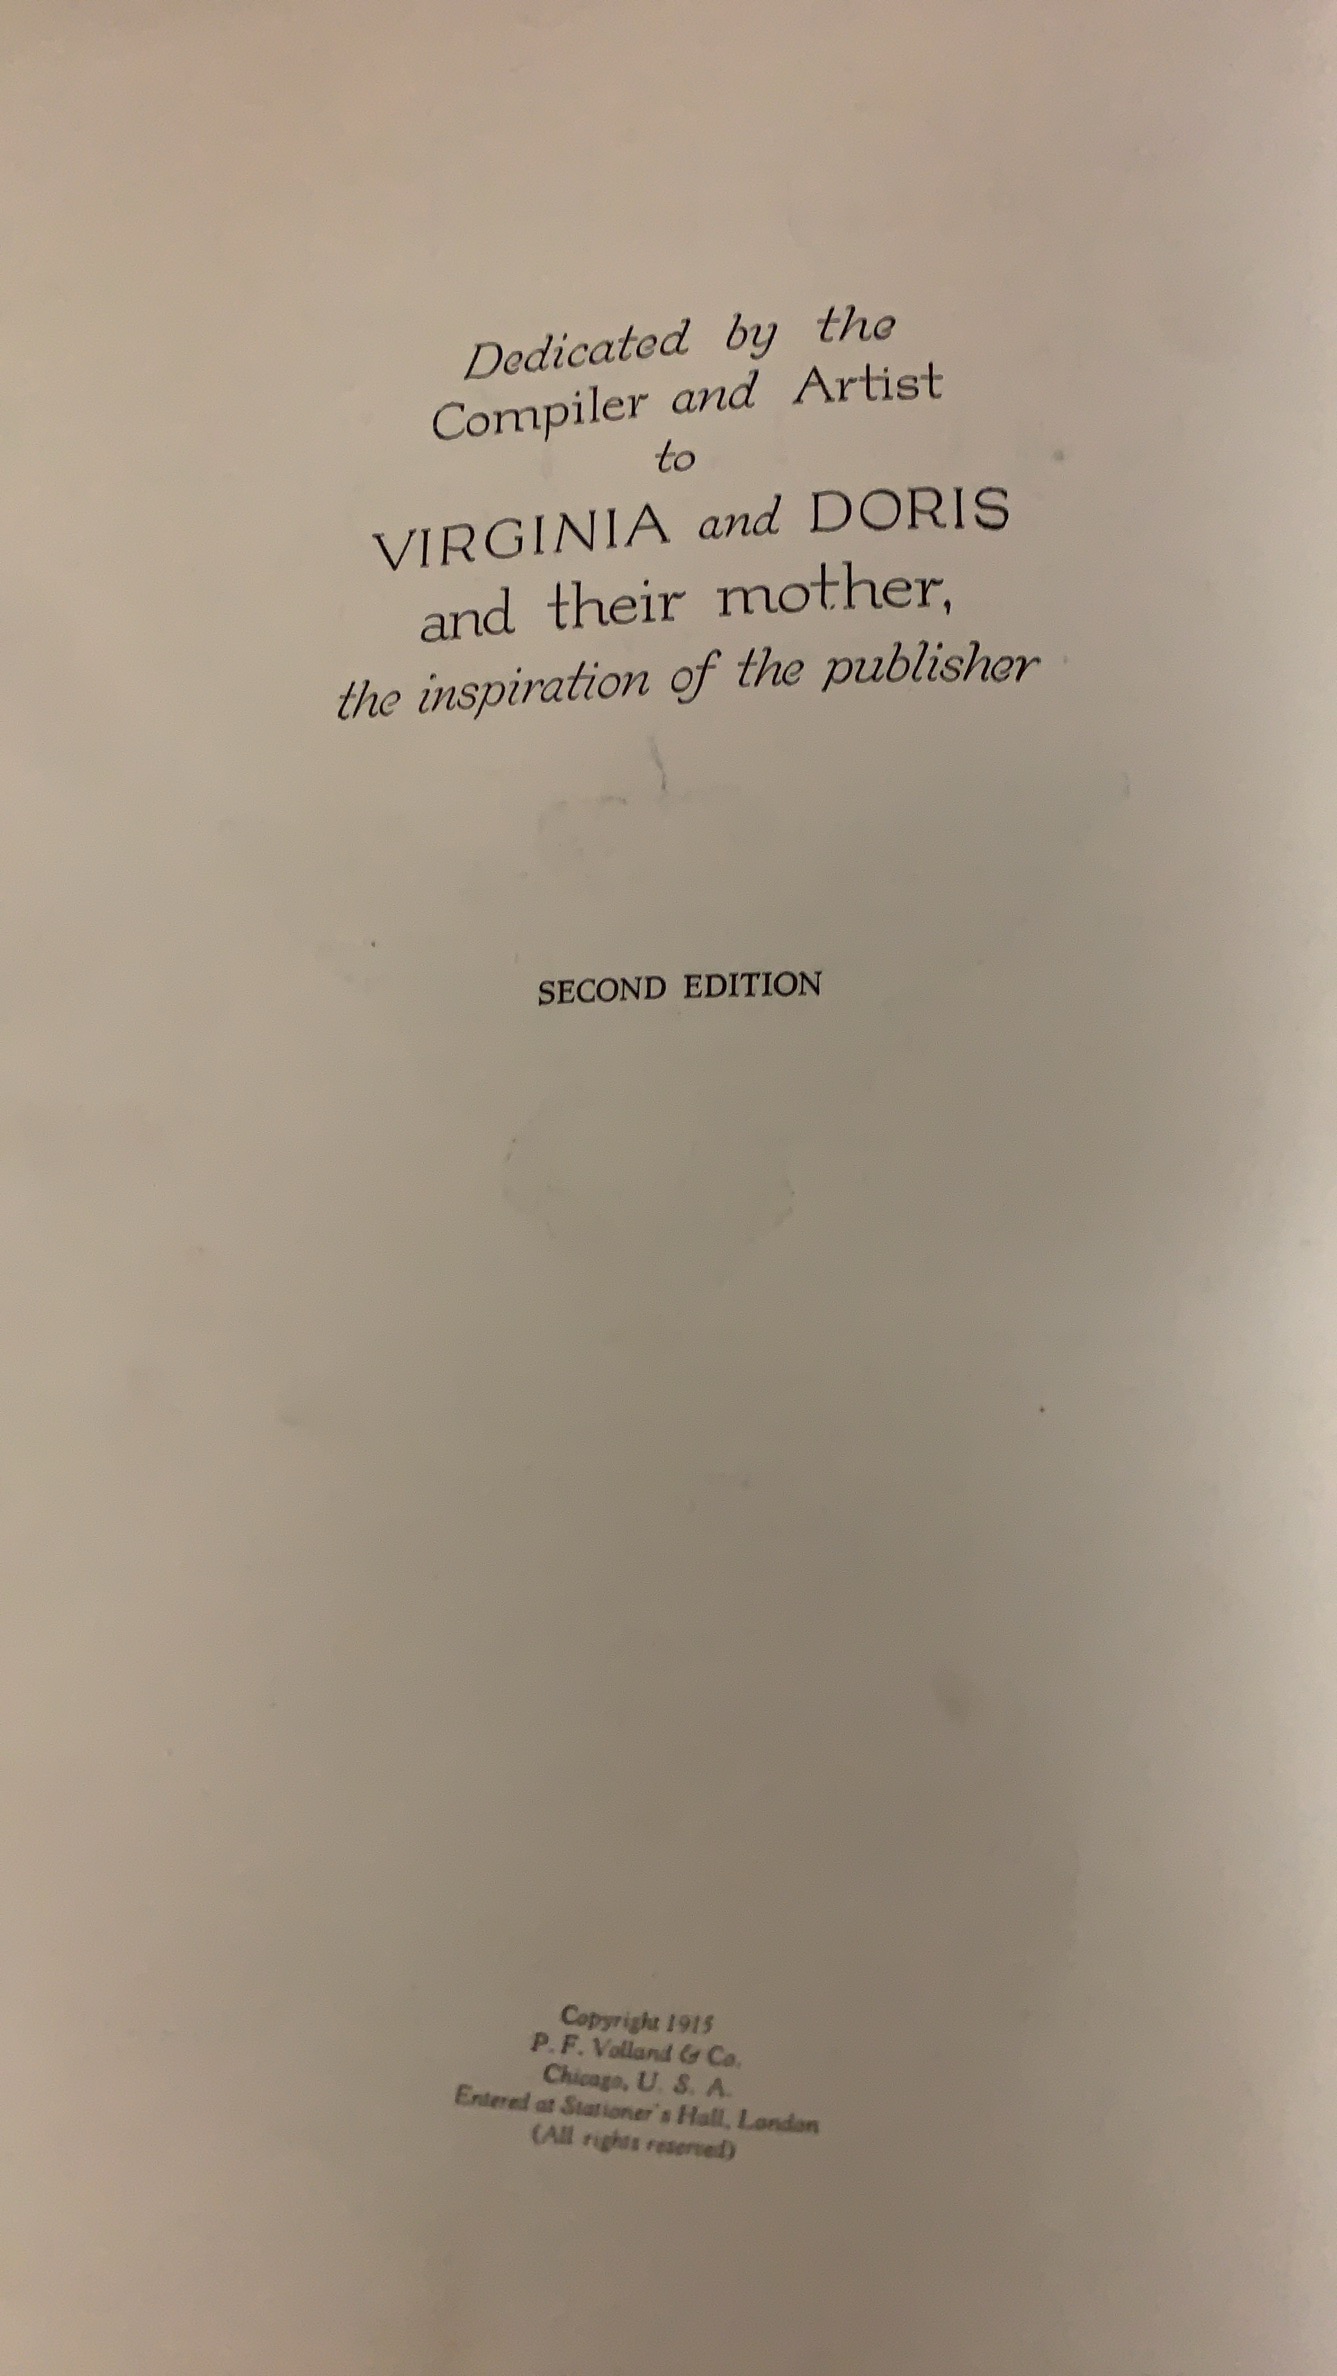 Dedicated by the
Compiler and Artist
to
VIRGINIA and DORIS
and their mother,
the inspiration of the publisher
SECOND EDITION
Copyright 1915
P. F. Volland & Co.
Chicago, U. S. A.
Entered at Stationer's Hall, London
(All rights reserved)